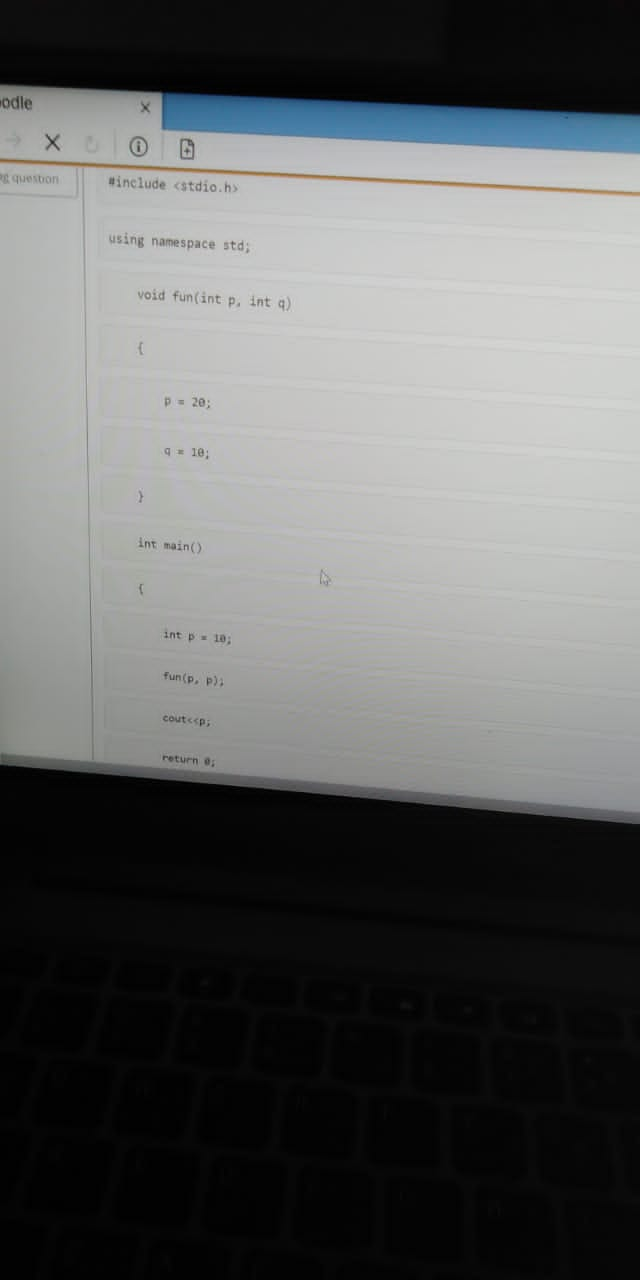 oodle
g question
#include <stdio.h>
using namespace std;
void fun(int p, int q)
{
p = 20;
q = 10;
}
int main()
{
int p = 10;
fun(p, p);
cout<<p;
return 0;